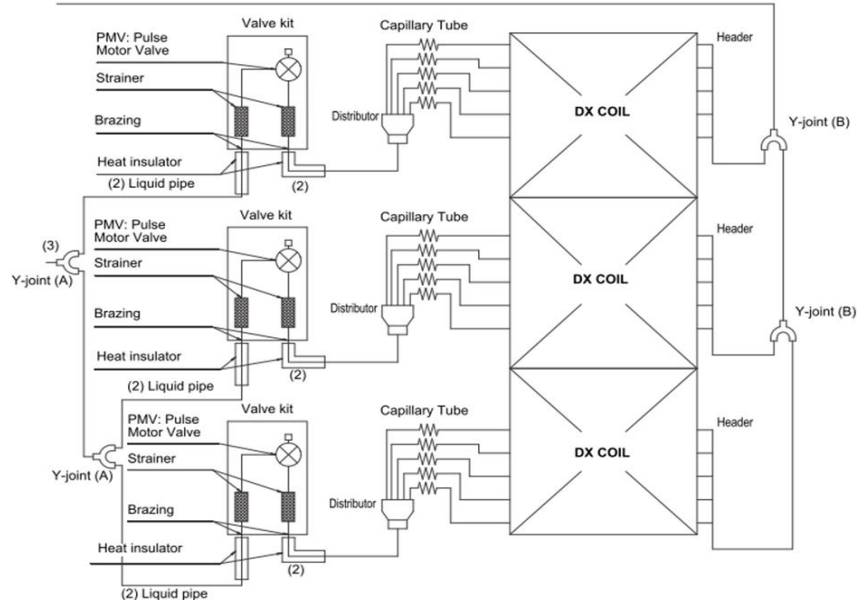 Valve kit
Capillary Tube
Header
PMV: Pulse
Motor Valve
Strainer
Distributor
DX COIL
Brazing
Y-joint (B)
Heat insulator
(2) Liquid pipe
(2)
Valve kit
Capillary Tube
Header
PMV: Pulse
Motor Valve
(3)
Strainer
Y-joint (A)
DX COIL
Distributor
Brazing
Y-joint (B)
Heat insulator
(2)
(2) Liquid pipe
Valve kit
Capillary Tube
Header
PMV: Pulse
Motor Valve
Strainer
DX COIL
Y-joint (A)
Distributor
Brazing
Heat insulator
(2)
(2) Liquid pipe